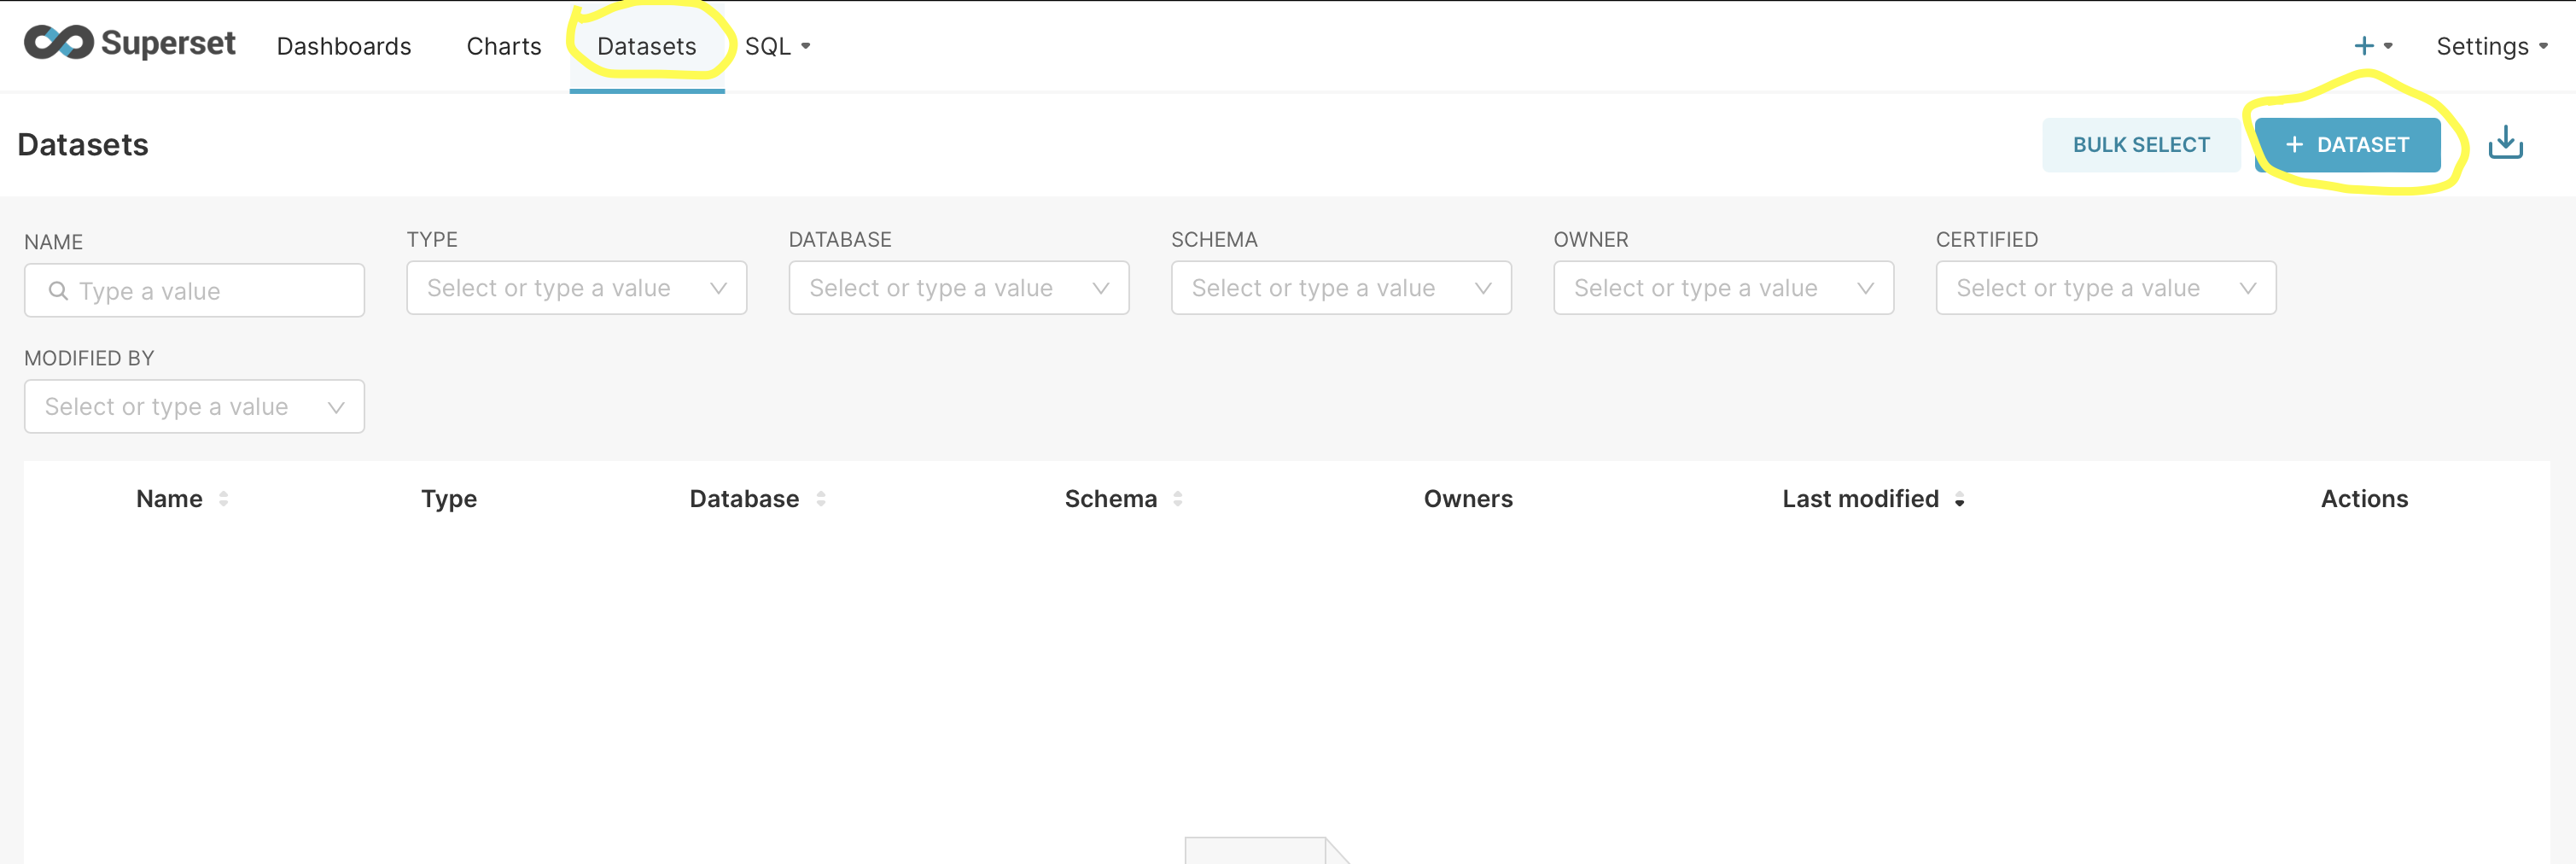 Superset Dashboards Charts Datasets SQL + Settings
Datasets BULK SELECT + DATASET
NAME TYPE DATABASE SCHEMA OWNER CERTIFIED
Type a value Select or type a value Select or type a value Select or type a value Select or type a value Select or type a value
MODIFIED BY
Select or type a value
Name Type Database Schema Owners Last modified Actions